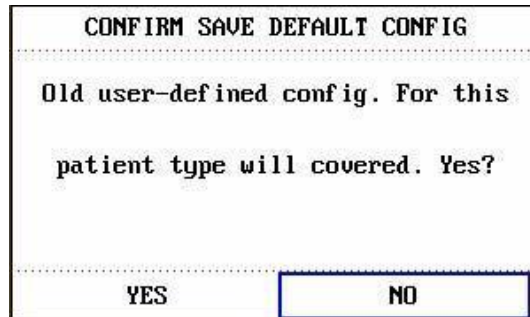 CONFIRM SAVE DEFAULT CONFIG
Old user-defined config. For this
patient type will covered. Yes?
YES
NO